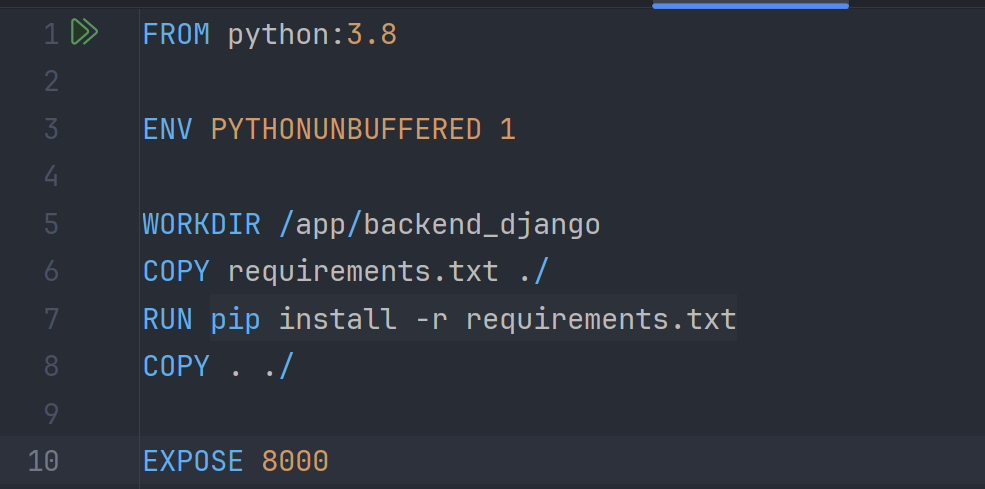 1 FROM python:3.8
2
3 ENV PYTHONUNBUFFERED 1
4
5 WORKDIR /app/backend_django
6 COPY requirements.txt ./
7 RUN pip install -r requirements.txt
8 COPY . ./
9
10 EXPOSE 8000